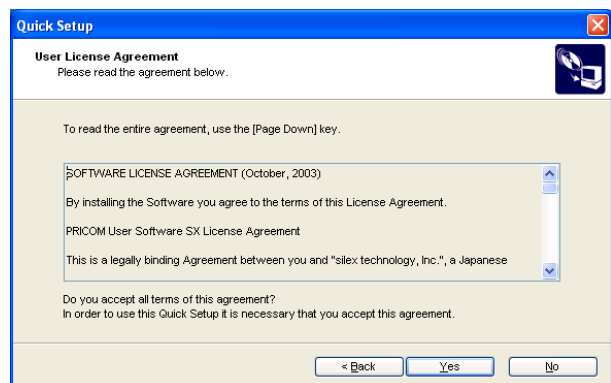 Quick Setup
User License Agreement
Please read the agreement below.
To read the entire agreement, use the [Page Down] key.
SOFTWARE LICENSE AGREEMENT (October, 2003)
By installing the Software you agree to the terms of this License Agreement.
PRICOM User Software SX License Agreement
This is a legally binding Agreement between you and "silex technology, Inc.", a Japanese
Do you accept all terms of this agreement?
In order to use this Quick Setup it is necessary that you accept this agreement.
< Back Yes No